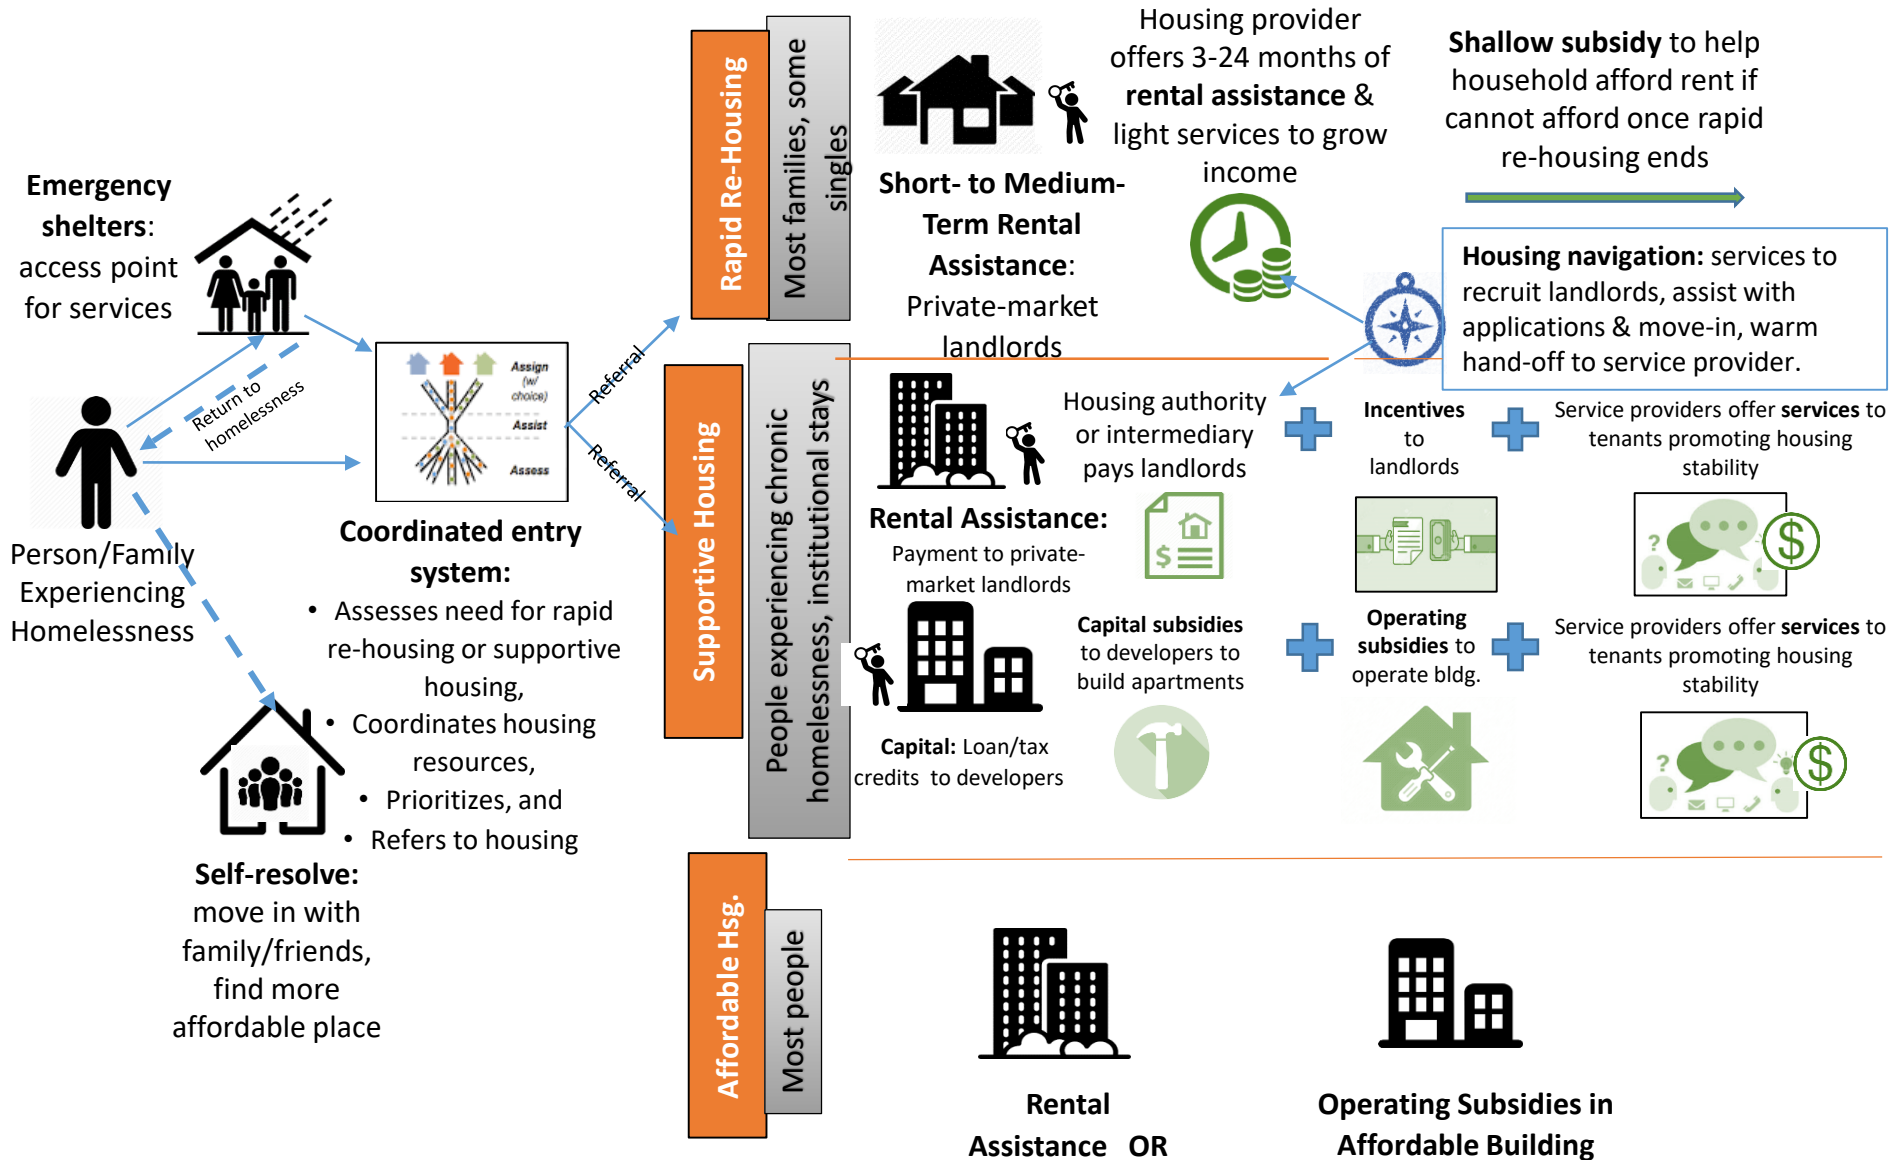 Emergency
shelters:
access point
for services
Return to
homelessness
Person/Family
Experiencing
Homelessness
Self-resolve:
move in with
family/friends,
find more
affordable place
Assign
(w/
choice)
Assist
Assess
Coordinated entry
system:
• Assesses need for rapid
re-housing or supportive
housing,
• Coordinates housing
resources,
• Prioritizes, and
• Refers to housing
Referral
Referral
Rapid Re-Housing
Most families, some
singles
Short- to Medium-
Term Rental
Assistance:
Private-market
landlords
Housing provider
offers 3-24 months of
rental assistance &
light services to grow
income
Shallow subsidy to help
household afford rent if
cannot afford once rapid
re-housing ends
Housing navigation: services to
recruit landlords, assist with
applications & move-in, warm
hand-off to service provider.
Supportive Housing
People experiencing chronic
homelessness, institutional stays
Rental Assistance:
Payment to private-
market landlords
Housing authority
or intermediary
pays landlords
$
Incentives
to
landlords
Service providers offer services to
tenants promoting housing
stability
?
$
Capital: Loan/tax
credits to developers
Capital subsidies
to developers to
build apartments
Operating
subsidies to
operate bldg.
Service providers offer services to
tenants promoting housing
stability
?
$
Affordable Hsg.
Most people
Rental
Assistance OR
Operating Subsidies in
Affordable Building